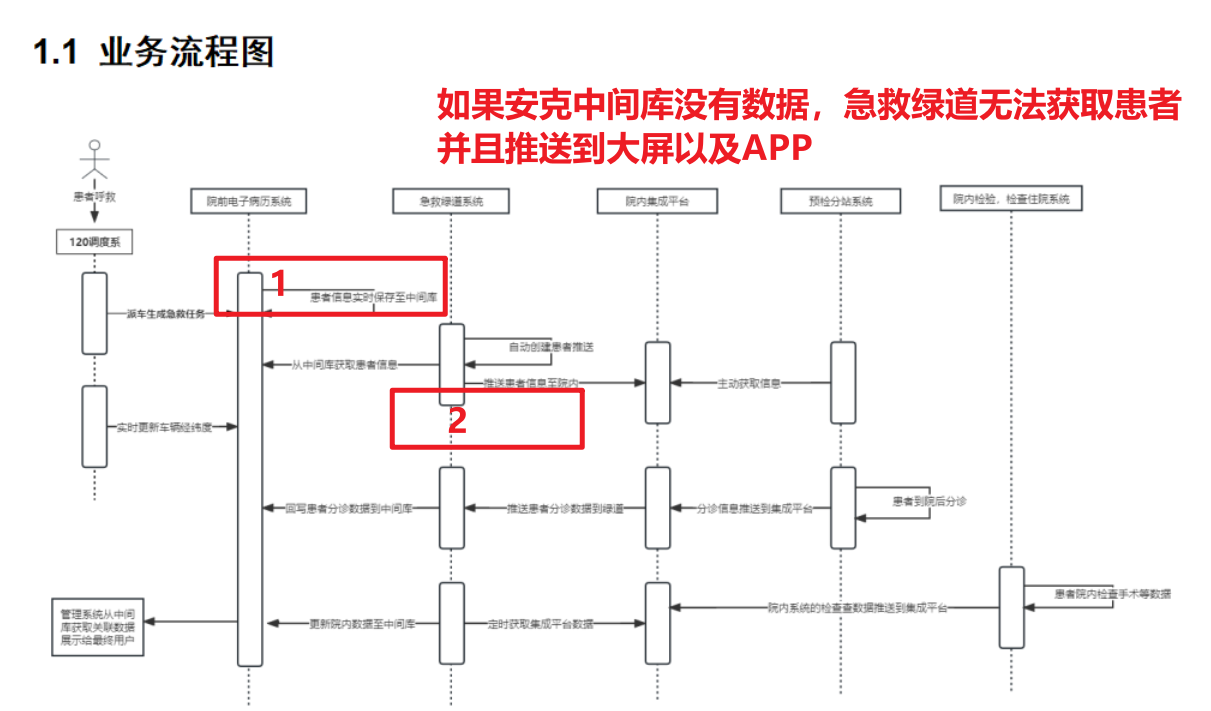 1.1 业务流程图
如果安克中间库没有数据，急救绿道无法获取患者
并且推送到大屏以及APP
患者呼救
院前电子病历系统
急救绿道系统
院内集成平台
预检分站系统
院内检验，检查住院系统
120调度系
1
患者信息实时保存至中间库
派车生成急救任务
自动创建患者推送
从中间库获取患者信息
推送患者信息至院内
主动获取信息
2
实时更新车辆经纬度
患者到院后分诊
回写患者分诊数据到中间库
推送患者分诊数据到绿道
分诊信息推送到集成平台
患者院内检查手术等数据
院内系统的检查查数据推送到集成平台
管理系统从中间
库获取关联数据
展示给最终用户
更新院内数据至中间库
定时获取集成平台数据